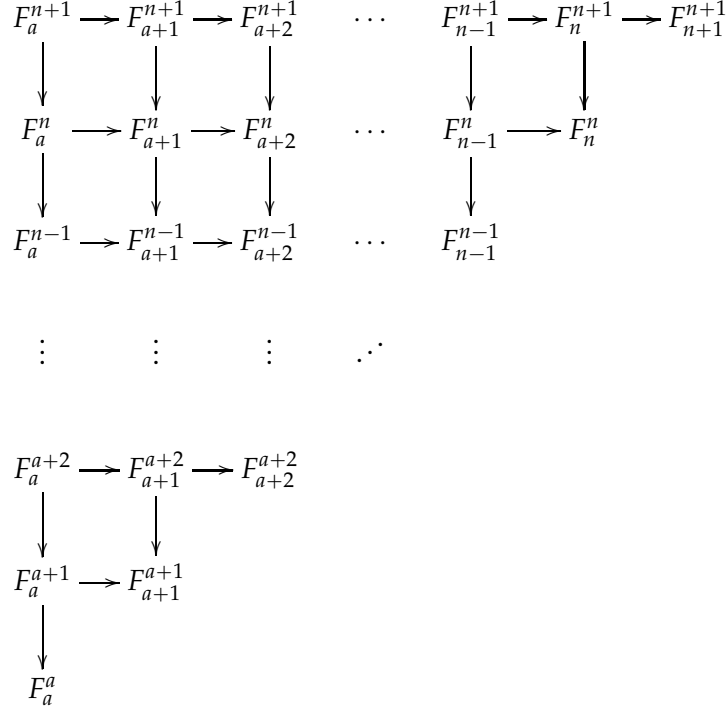 F_a^{n+1} → F_{a+1}^{n+1} → F_{a+2}^{n+1} ⋯ F_{n-1}^{n+1} → F_n^{n+1} → F_{n+1}^{n+1}
F_a^n → F_{a+1}^n → F_{a+2}^n ⋯ F_{n-1}^n → F_n^n
F_a^{n-1} → F_{a+1}^{n-1} → F_{a+2}^{n-1} ⋯ F_{n-1}^{n-1}
⋮ ⋮ ⋮ ⋰
F_a^{a+2} → F_{a+1}^{a+2} → F_{a+2}^{a+2}
F_a^{a+1} → F_{a+1}^{a+1}
F_a^a